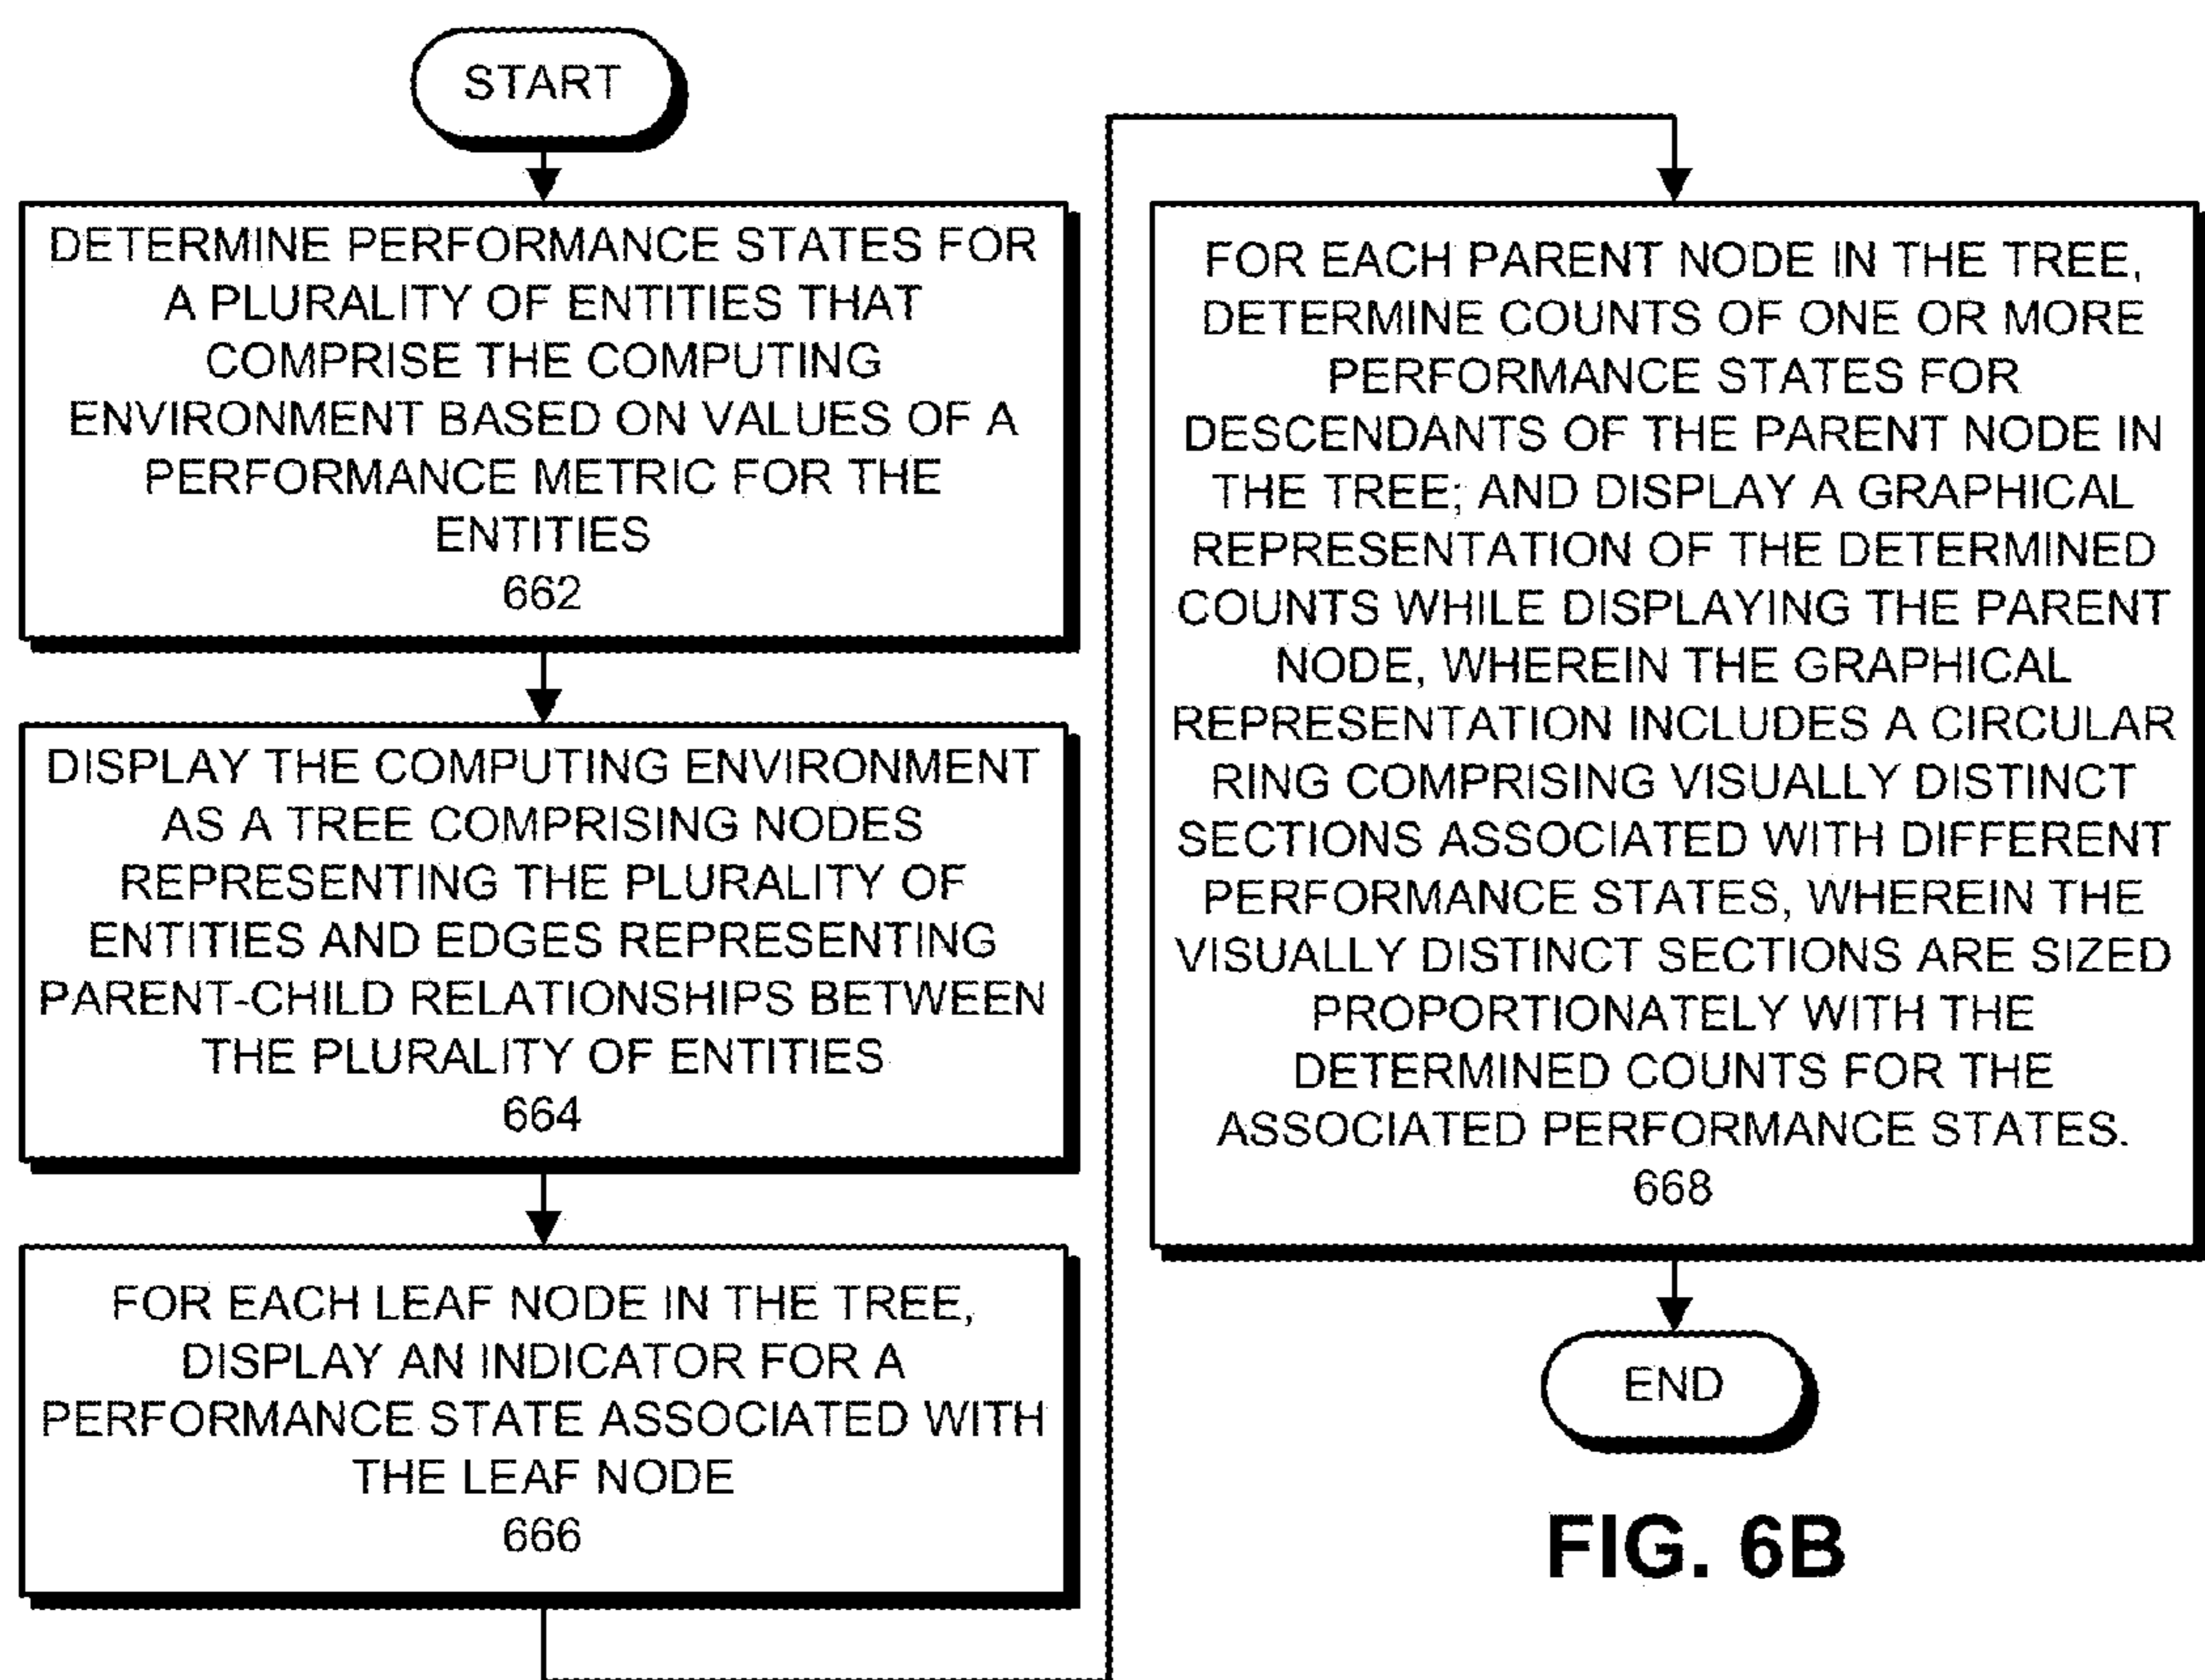 START
DETERMINE PERFORMANCE STATES FOR
A PLURALITY OF ENTITIES THAT
COMPRISE THE COMPUTING
ENVIRONMENT BASED ON VALUES OF A
PERFORMANCE METRIC FOR THE
ENTITIES
662
DISPLAY THE COMPUTING ENVIRONMENT
AS A TREE COMPRISING NODES
REPRESENTING THE PLURALITY OF
ENTITIES AND EDGES REPRESENTING
PARENT-CHILD RELATIONSHIPS BETWEEN
THE PLURALITY OF ENTITIES
664
FOR EACH LEAF NODE IN THE TREE,
DISPLAY AN INDICATOR FOR A
PERFORMANCE STATE ASSOCIATED WITH
THE LEAF NODE
666
FOR EACH PARENT NODE IN THE TREE,
DETERMINE COUNTS OF ONE OR MORE
PERFORMANCE STATES FOR
DESCENDANTS OF THE PARENT NODE IN
THE TREE; AND DISPLAY A GRAPHICAL
REPRESENTATION OF THE DETERMINED
COUNTS WHILE DISPLAYING THE PARENT
NODE, WHEREIN THE GRAPHICAL
REPRESENTATION INCLUDES A CIRCULAR
RING COMPRISING VISUALLY DISTINCT
SECTIONS ASSOCIATED WITH DIFFERENT
PERFORMANCE STATES, WHEREIN THE
VISUALLY DISTINCT SECTIONS ARE SIZED
PROPORTIONATELY WITH THE
DETERMINED COUNTS FOR THE
ASSOCIATED PERFORMANCE STATES.
668
END
FIG. 6B